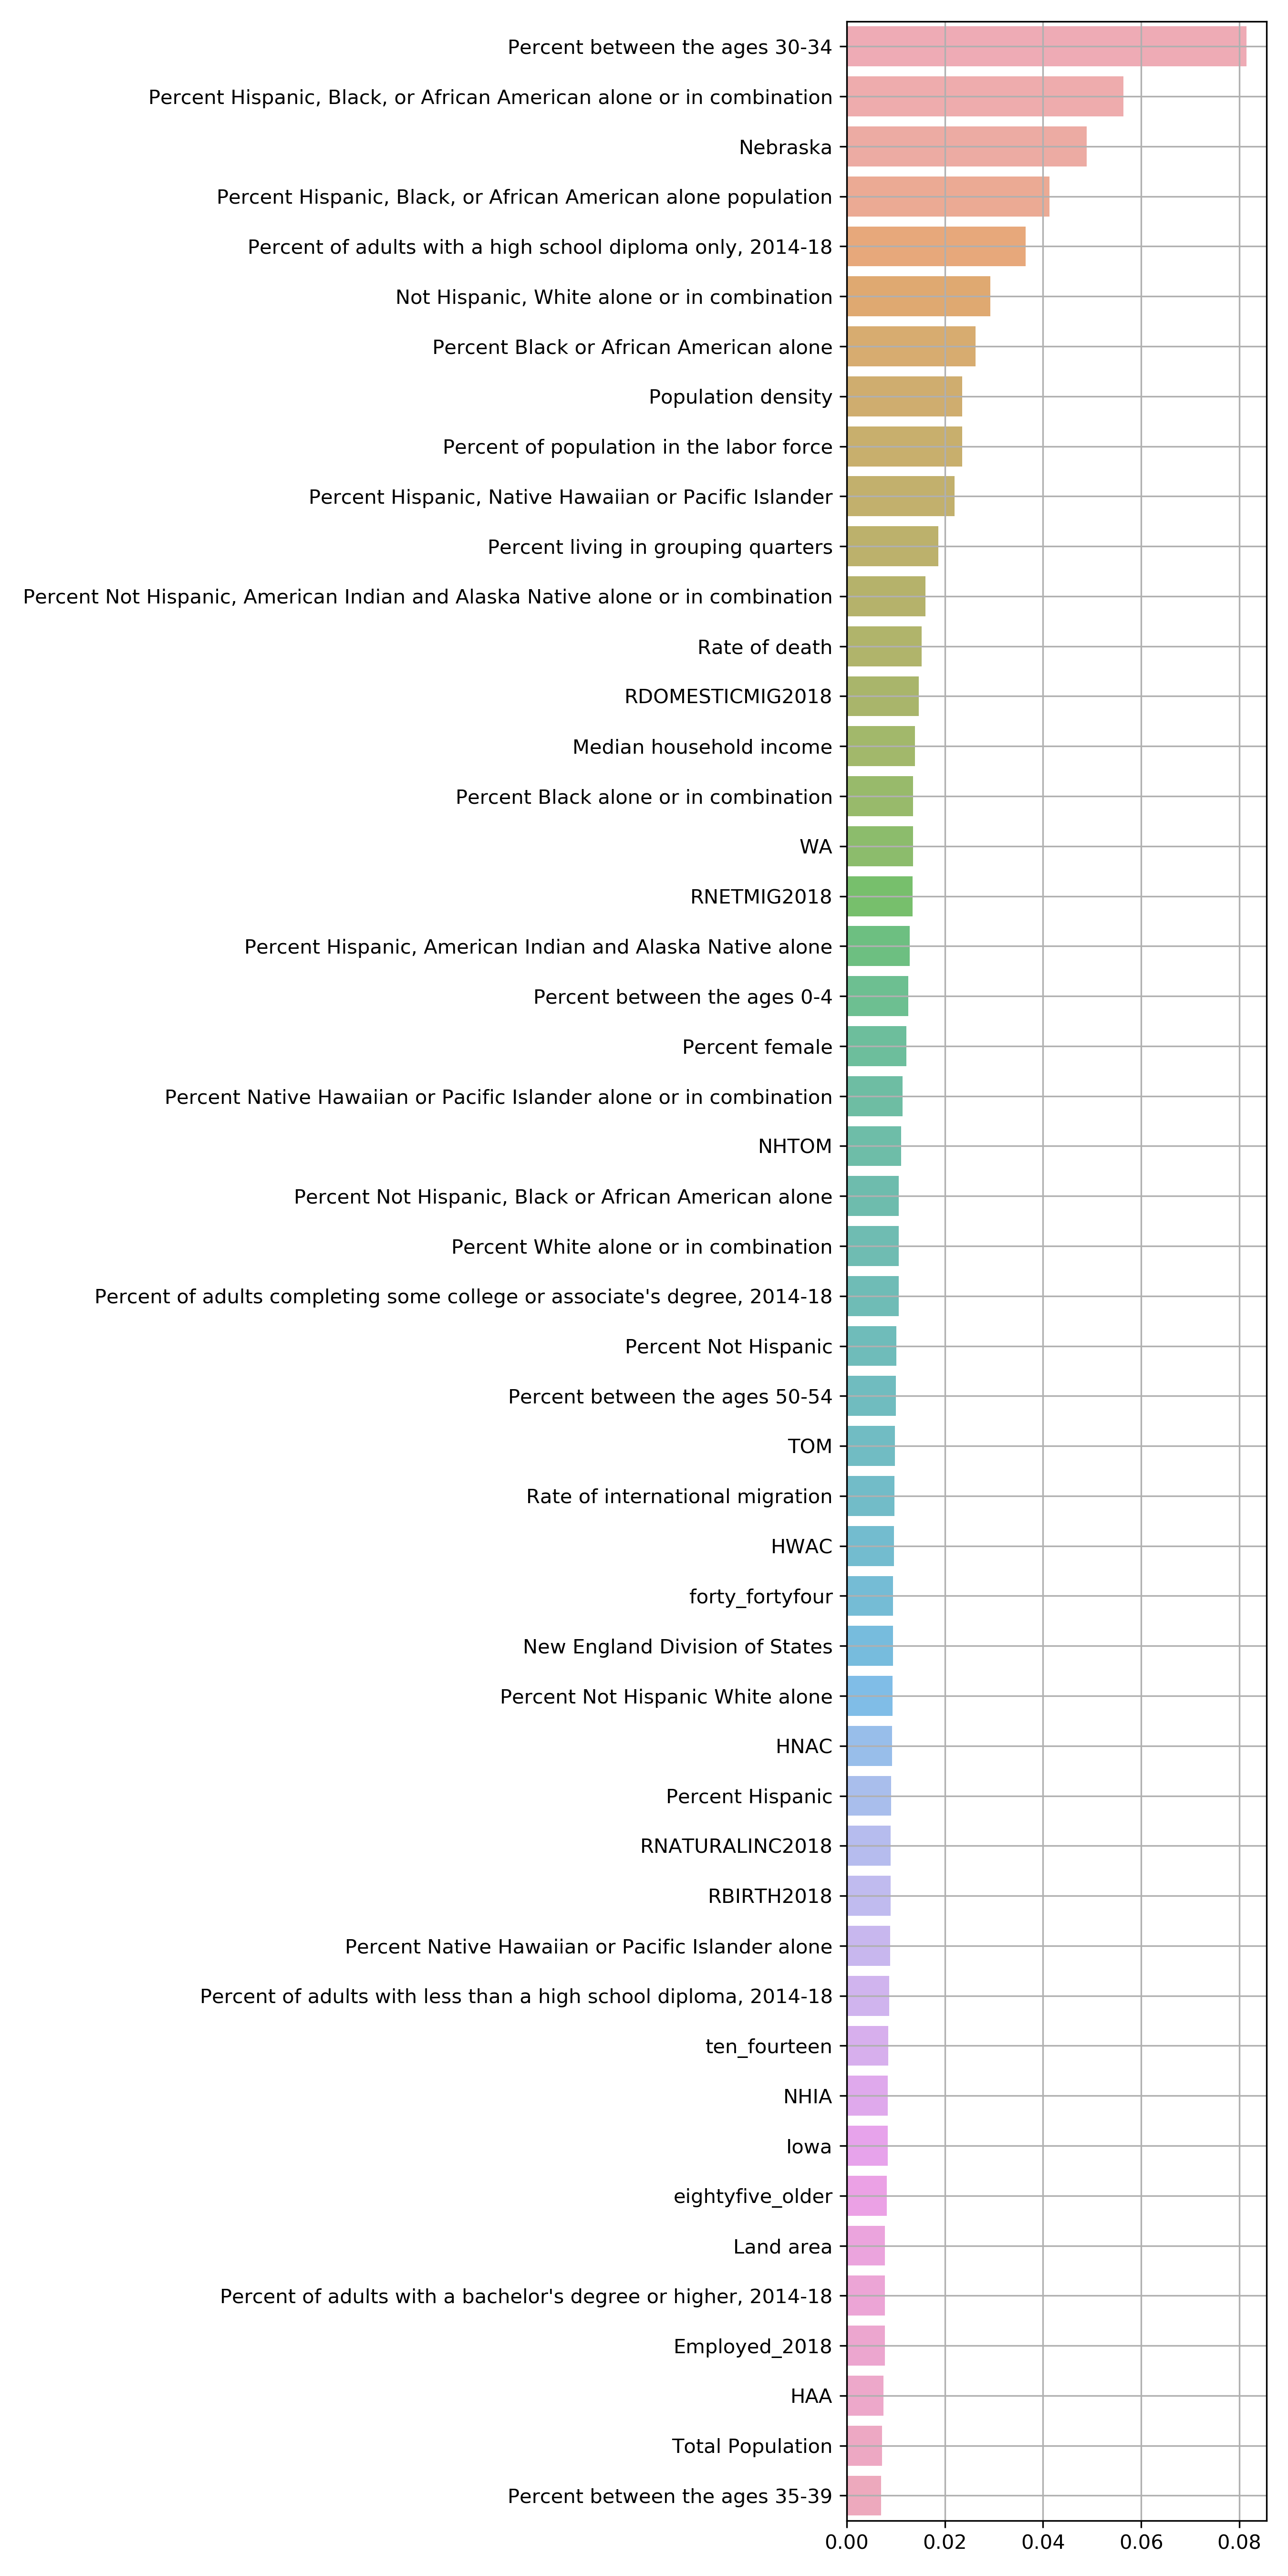 Percent between the ages 30-34
Percent Hispanic, Black, or African American alone or in combination
Nebraska
Percent Hispanic, Black, or African American alone population
Percent of adults with a high school diploma only, 2014-18
Not Hispanic, White alone or in combination
Percent Black or African American alone
Population density
Percent of population in the labor force
Percent Hispanic, Native Hawaiian or Pacific Islander
Percent living in grouping quarters
Percent Not Hispanic, American Indian and Alaska Native alone or in combination
Rate of death
RDOMESTICMIG2018
Median household income
Percent Black alone or in combination
WA
RNETMIG2018
Percent Hispanic, American Indian and Alaska Native alone
Percent between the ages 0-4
Percent female
Percent Native Hawaiian or Pacific Islander alone or in combination
NHTOM
Percent Not Hispanic, Black or African American alone
Percent White alone or in combination
Percent of adults completing some college or associate's degree, 2014-18
Percent Not Hispanic
Percent between the ages 50-54
TOM
Rate of international migration
HWAC
forty_fortyfour
New England Division of States
Percent Not Hispanic White alone
HNAC
Percent Hispanic
RNATURALINC2018
RBIRTH2018
Percent Native Hawaiian or Pacific Islander alone
Percent of adults with less than a high school diploma, 2014-18
ten_fourteen
NHIA
Iowa
eightyfive_older
Land area
Percent of adults with a bachelor's degree or higher, 2014-18
Employed_2018
HAA
Total Population
Percent between the ages 35-39
0.00 0.02 0.04 0.06 0.08